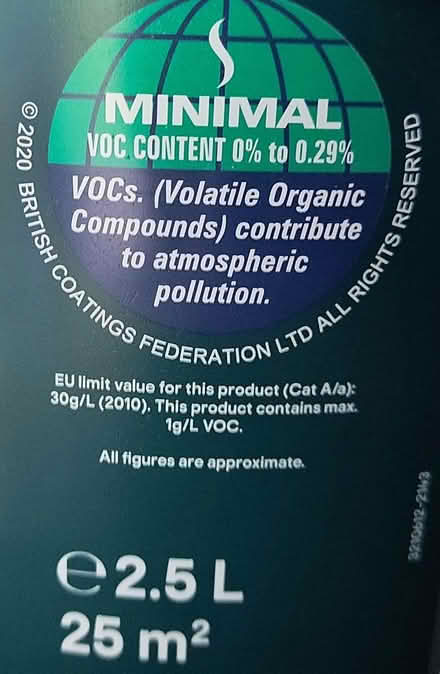 MINIMAL
VOC CONTENT 0% to 0.29%
VOCs. (Volatile Organic
Compounds) contribute
to atmospheric
pollution.
© 2020 BRITISH COATINGS FEDERATION LTD ALL RIGHTS RESERVED
EU limit value for this product (Cat A/a):
30g/L (2010). This product contains max.
1g/L VOC.
All figures are approximate.
℮ 2.5 L
25 m²